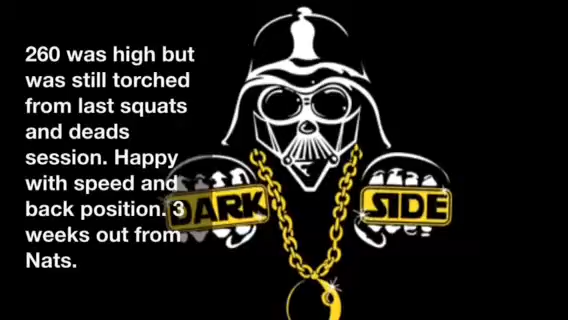 260 was high but
was still torched
from last squats
and deads
session. Happy
with speed and
back position. 3
weeks out from
Nats.
DARK SIDE